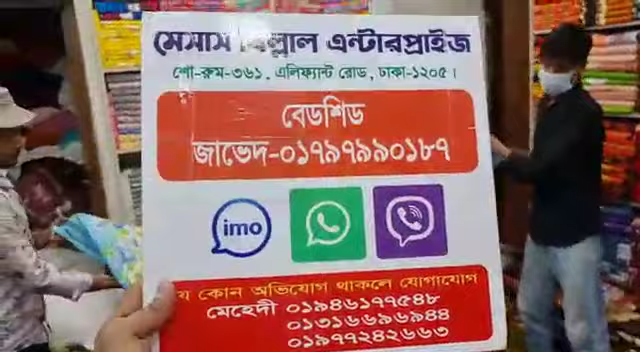 মেসার্স বিল্লাল এন্টারপ্রাইজ
শো-রুম-৩৬১, এলিফ্যান্ট রোড, ঢাকা-১২০৫।
বেডশিড
জাভেদ-০১৭৯৭৯৯০১৮৭
imo
যে কোন অভিযোগ থাকলে যোগাযোগ
মেহেদী ০১৯৪৬১৭৭৫৪৮
০১৩১৬৬৯৬৯৪৪
০১৯৭৭২৪২৬৬৩